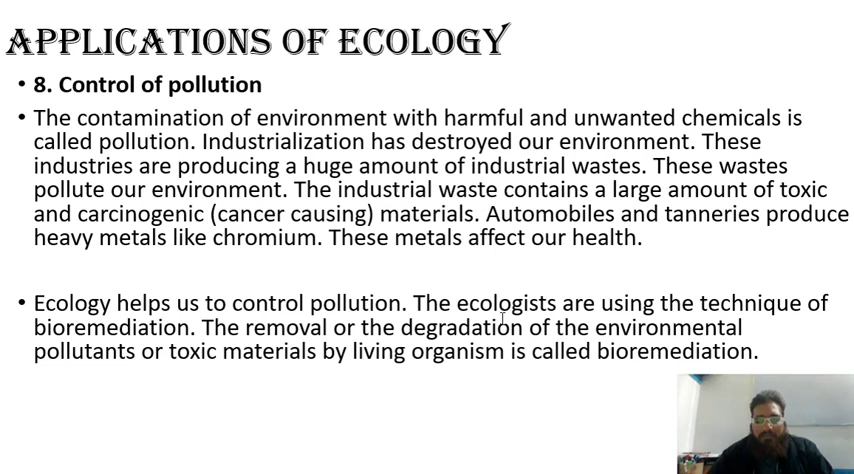 APPLICATIONS OF ECOLOGY
• 8. Control of pollution
• The contamination of environment with harmful and unwanted chemicals is
called pollution. Industrialization has destroyed our environment. These
industries are producing a huge amount of industrial wastes. These wastes
pollute our environment. The industrial waste contains a large amount of toxic
and carcinogenic (cancer causing) materials. Automobiles and tanneries produce
heavy metals like chromium. These metals affect our health.
• Ecology helps us to control pollution. The ecologists are using the technique of
bioremediation. The removal or the degradation of the environmental
pollutants or toxic materials by living organism is called bioremediation.